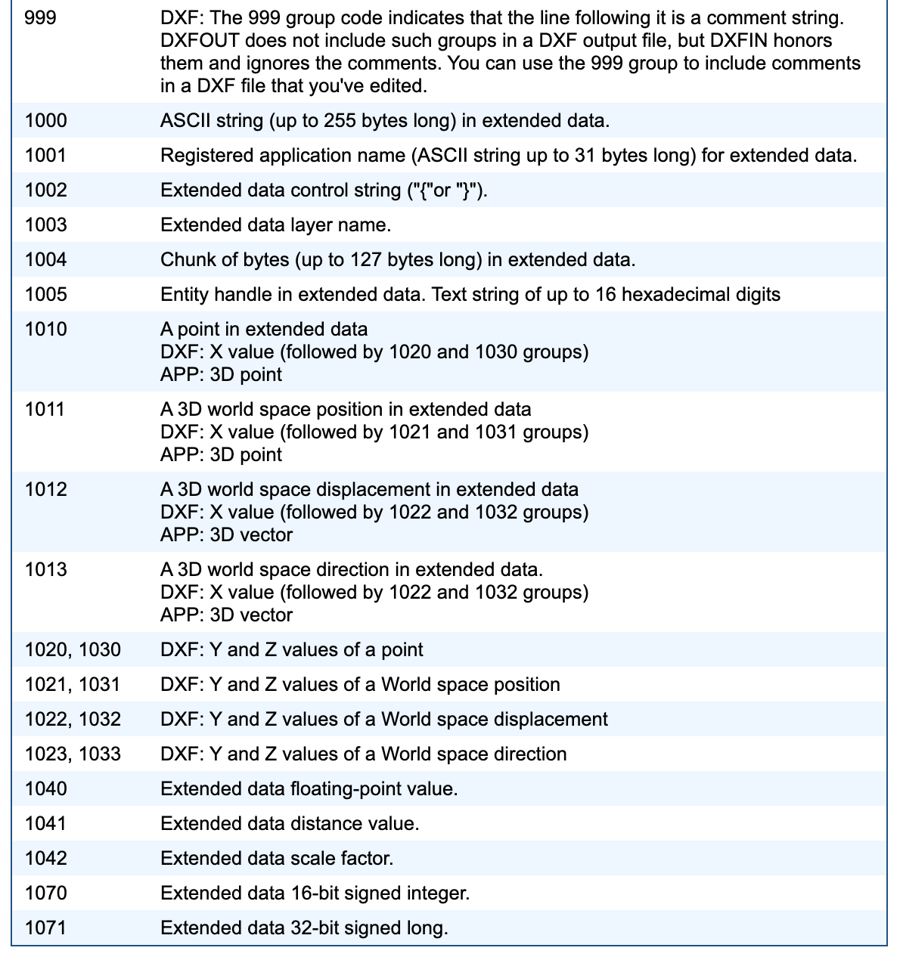 999 DXF: The 999 group code indicates that the line following it is a comment string.
DXFOUT does not include such groups in a DXF output file, but DXFIN honors
them and ignores the comments. You can use the 999 group to include comments
in a DXF file that you've edited.
1000 ASCII string (up to 255 bytes long) in extended data.
1001 Registered application name (ASCII string up to 31 bytes long) for extended data.
1002 Extended data control string ("{"or "}").
1003 Extended data layer name.
1004 Chunk of bytes (up to 127 bytes long) in extended data.
1005 Entity handle in extended data. Text string of up to 16 hexadecimal digits
1010 A point in extended data
DXF: X value (followed by 1020 and 1030 groups)
APP: 3D point
1011 A 3D world space position in extended data
DXF: X value (followed by 1021 and 1031 groups)
APP: 3D point
1012 A 3D world space displacement in extended data
DXF: X value (followed by 1022 and 1032 groups)
APP: 3D vector
1013 A 3D world space direction in extended data.
DXF: X value (followed by 1022 and 1032 groups)
APP: 3D vector
1020, 1030 DXF: Y and Z values of a point
1021, 1031 DXF: Y and Z values of a World space position
1022, 1032 DXF: Y and Z values of a World space displacement
1023, 1033 DXF: Y and Z values of a World space direction
1040 Extended data floating-point value.
1041 Extended data distance value.
1042 Extended data scale factor.
1070 Extended data 16-bit signed integer.
1071 Extended data 32-bit signed long.